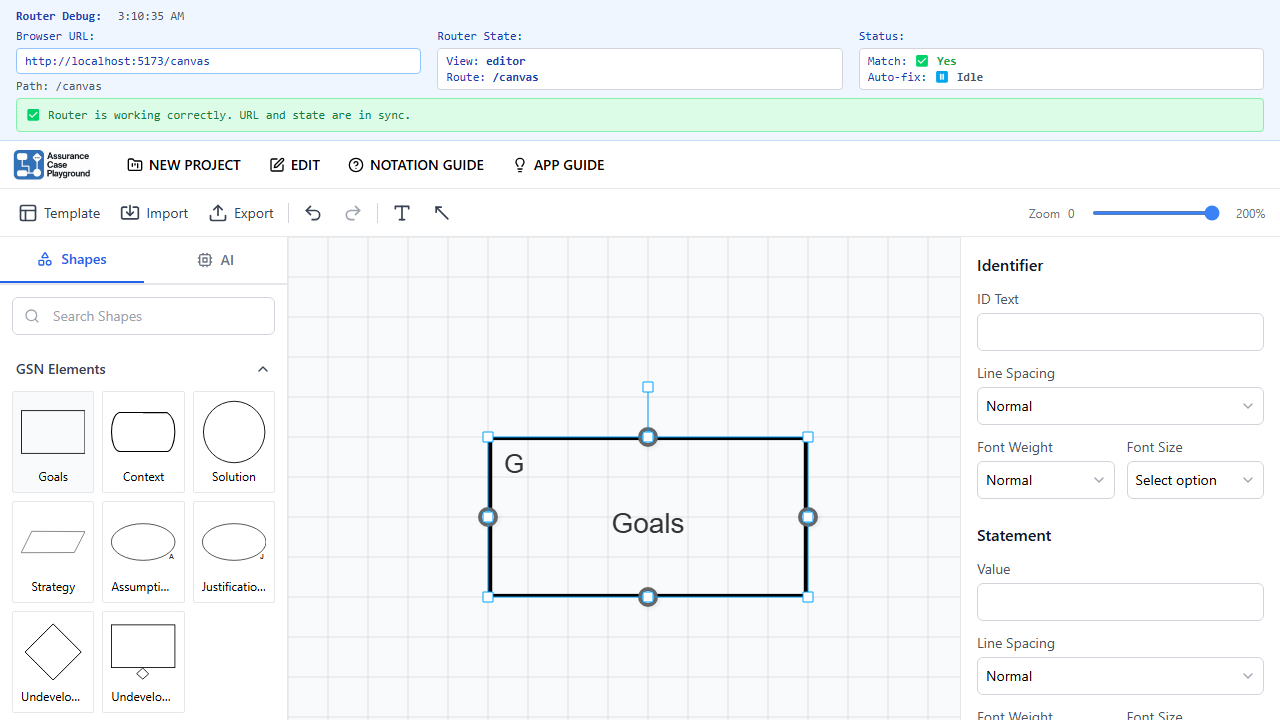 Router Debug: 3:10:35 AM
Browser URL:
http://localhost:5173/canvas
Path: /canvas
Router State:
View: editor
Route: /canvas
Status:
Match: ✅ Yes
Auto-fix: ⏸ Idle
✅ Router is working correctly. URL and state are in sync.
Assurance
Case
Playground
NEW PROJECT
EDIT
NOTATION GUIDE
APP GUIDE
Template
Import
Export
Zoom 0
200%
Shapes
AI
Search Shapes
GSN Elements
Goals
Context
Solution
Strategy
A
Assumpti...
J
Justificatio...
Undevelo...
Undevelo...
G
Goals
Identifier
ID Text
Line Spacing
Normal
Font Weight
Font Size
Normal
Select option
Statement
Value
Line Spacing
Normal
Font Weight
Font Size